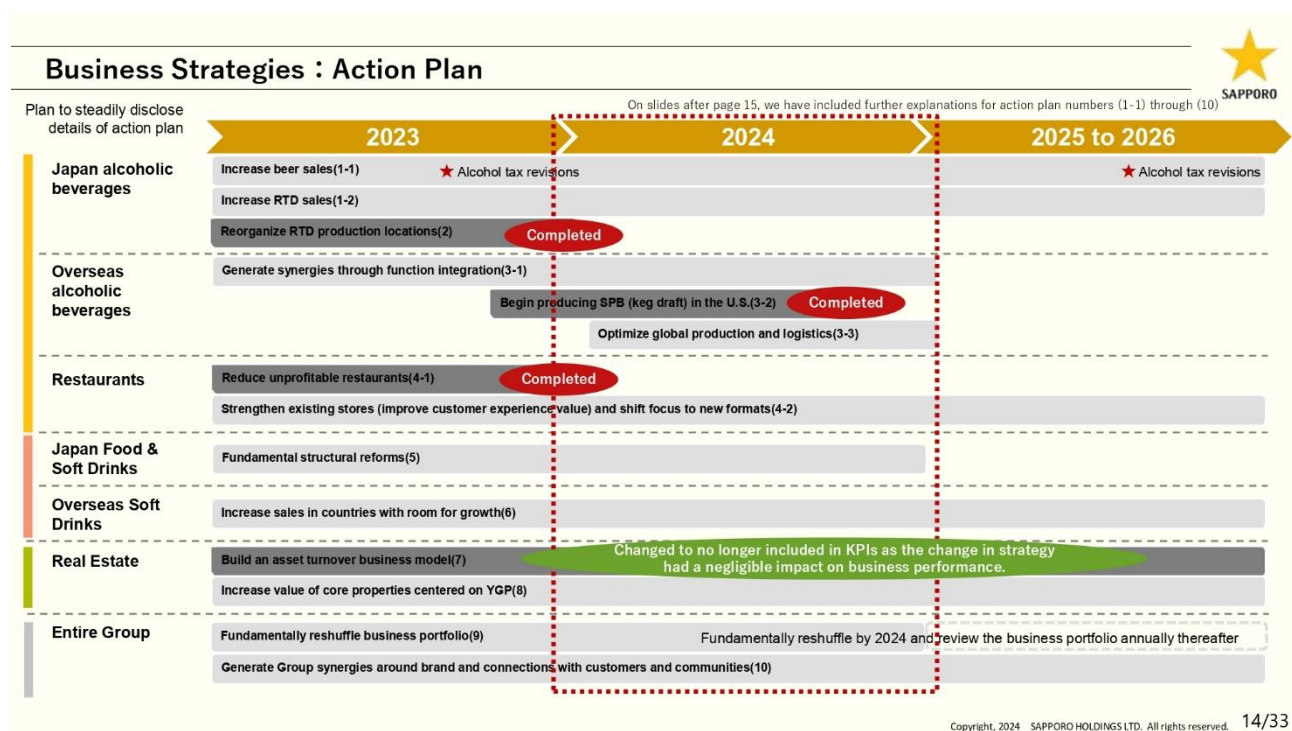 Business Strategies：Action Plan
SAPPORO
Plan to steadily disclose
details of action plan
On slides after page 15, we have included further explanations for action plan numbers (1-1) through (10)
2023
2024
2025 to 2026
Japan alcoholic
beverages
Increase beer sales(1-1)
★ Alcohol tax revisions
★ Alcohol tax revisions
Increase RTD sales(1-2)
Reorganize RTD production locations(2)
Completed
Overseas
alcoholic
beverages
Generate synergies through function integration(3-1)
Begin producing SPB (keg draft) in the U.S.(3-2)
Completed
Optimize global production and logistics(3-3)
Restaurants
Reduce unprofitable restaurants(4-1)
Completed
Strengthen existing stores (improve customer experience value) and shift focus to new formats(4-2)
Japan Food &
Soft Drinks
Fundamental structural reforms(5)
Overseas Soft
Drinks
Increase sales in countries with room for growth(6)
Real Estate
Build an asset turnover business model(7)
Changed to no longer included in KPIs as the change in strategy
had a negligible impact on business performance.
Increase value of core properties centered on YGP(8)
Entire Group
Fundamentally reshuffle business portfolio(9)
Fundamentally reshuffle by 2024 and review the business portfolio annually thereafter
Generate Group synergies around brand and connections with customers and communities(10)
Copyright, 2024 SAPPORO HOLDINGS LTD. All rights reserved.
14/33